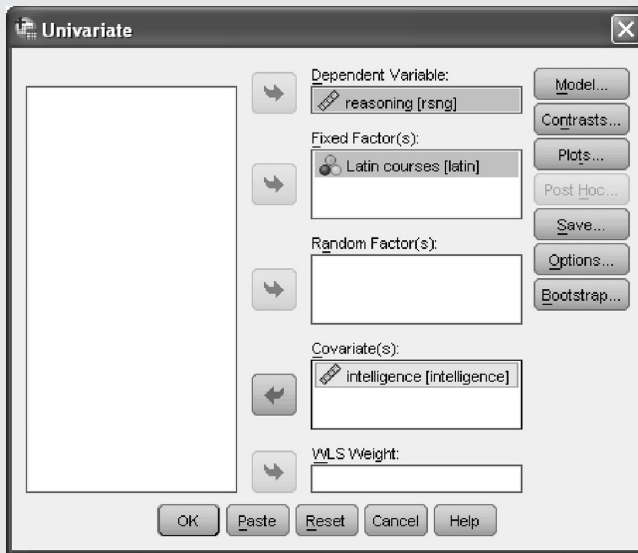 Univariate
Dependent Variable:
reasoning [rsng]
Fixed Factor(s):
Latin courses [latin]
Random Factor(s):
Covariate(s):
intelligence [intelligence]
WLS Weight:
Model...
Contrasts...
Plots...
Post Hoc...
Save...
Options...
Bootstrap...
OK
Paste
Reset
Cancel
Help